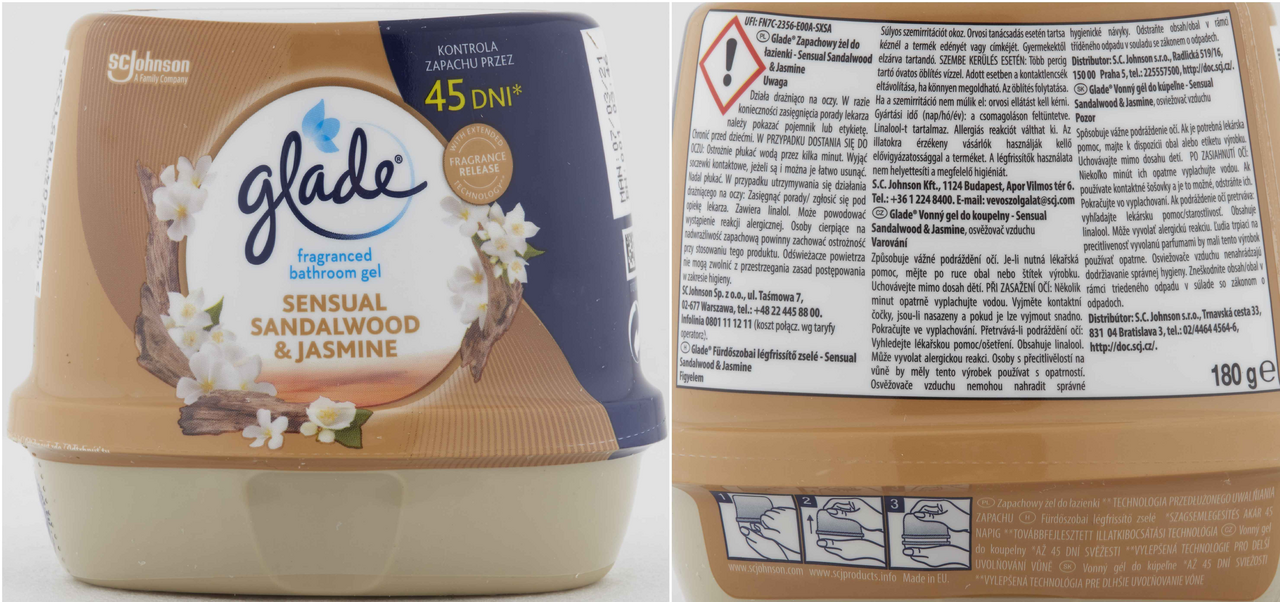 SC Johnson
A Family Company
KONTROLA
ZAPACHU PRZEZ
45 DNI*
WITH EXTENDED
FRAGRANCE
RELEASE
TECHNOLOGY
glade®
fragranced
bathroom gel
SENSUAL
SANDALWOOD
& JASMINE
UFI: FN7C-2356-E00A-SXSA
PL Glade® Zapachowy żel do
łazienki - Sensual Sandalwood
& Jasmine
Uwaga
Działa drażniąco na oczy. W razie
konieczności zasięgnięcia porady lekarza
należy pokazać pojemnik lub etykietę.
Chronić przed dziećmi. W PRZYPADKU DOSTANIA SIĘ DO
OCZU: Ostrożnie płukać wodą przez kilka minut. Wyjąć
soczewki kontaktowe, jeżeli są i można je łatwo usunąć.
Nadal płukać. W przypadku utrzymywania się działania
drażniącego na oczy: Zasięgnąć porady/ zgłosić się pod
opiekę lekarza. Zawiera linalol. Może powodować
wystąpienie reakcji alergicznej. Osoby cierpiące na
nadwrażliwość zapachową powinny zachować ostrożność
przy stosowaniu tego produktu. Odświeżacze powietrza
nie mogą zwolnić z przestrzegania zasad postępowania
w zakresie higieny.
SC Johnson Sp. z o.o., ul. Taśmowa 7,
02-677 Warszawa, tel.: +48 22 445 88 00.
Infolinia 0801 11 12 11 (koszt połącz. wg taryfy
operatora).
H Glade® Fürdőszobai légfrissítő zselé - Sensual
Sandalwood & Jasmine
Figyelem
Súlyos szemirritációt okoz. Orvosi tanácsadás esetén tartsa
kéznél a termék edényét vagy címkéjét. Gyermekektől
elzárva tartandó. SZEMBE KERÜLÉS ESETÉN: Több percig
tartó óvatos öblítés vízzel. Adott esetben a kontaktlencsék
eltávolítása, ha könnyen megoldható. Az öblítés folytatása.
Ha a szemirritáció nem múlik el: orvosi ellátást kell kérni.
Gyártási idő (nap/hó/év): a csomagoláson feltüntetve.
Linalool-t tartalmaz. Allergiás reakciót válthat ki. Az
illatokra érzékeny vásárlók használják kellő
elővigyázatossággal a terméket. A légfrissítők használata
nem helyettesíti a megfelelő higiéniát.
S.C. Johnson Kft., 1124 Budapest, Apor Vilmos tér 6.
Tel.: +36 1 224 8400. E-mail: vevoszolgalat@scj.com
CZ Glade® Vonný gel do koupelny - Sensual
Sandalwood & Jasmine, osvěžovač vzduchu
Varování
Způsobuje vážné podráždění očí. Je-li nutná lékařská
pomoc, mějte po ruce obal nebo štítek výrobku.
Uchovávejte mimo dosah dětí. PŘI ZASAŽENÍ OČÍ: Několik
minut opatrně vyplachujte vodou. Vyjměte kontaktní
čočky, jsou-li nasazeny a pokud je lze vyjmout snadno.
Pokračujte ve vyplachování. Přetrvává-li podráždění očí:
Vyhledejte lékařskou pomoc/ošetření. Obsahuje linalool.
Může vyvolat alergickou reakci. Osoby s přecitlivělostí na
vůně by měly tento výrobek používat s opatrností.
Osvěžovače vzduchu nemohou nahradit správné
hygienické návyky. Odstraňte obsah/obal v rámci
tříděného odpadu v souladu se zákonem o odpadech.
Distributor: S.C. Johnson s.r.o., Radlická 519/16,
150 00 Praha 5, tel.: 225557500, http://doc.scj.cz/.
SK Glade® Vonný gél do kúpeľne - Sensual
Sandalwood & Jasmine, osviežovač vzduchu
Pozor
Spôsobuje vážne podráždenie očí. Ak je potrebná lekárska
pomoc, majte k dispozícii obal alebo etiketu výrobku.
Uchovávajte mimo dosahu detí. PO ZASIAHNUTÍ OČÍ:
Niekoľko minút ich opatrne vyplachujte vodou. Ak
používate kontaktné šošovky a je to možné, odstráňte ich.
Pokračujte vo vyplachovaní. Ak podráždenie očí pretrváva:
vyhľadajte lekársku pomoc/starostlivosť. Obsahuje
linalool. Môže vyvolať alergickú reakciu. Ľudia trpiaci na
precitlivenosť vyvolanú parfumami by mali tento výrobok
používať opatrne. Osviežovače vzduchu nenahrádzajú
dodržiavanie správnej hygieny. Zneškodnite obsah/obal v
rámci triedeného odpadu v súlade so zákonom o
odpadoch.
Distribútor: S.C. Johnson s.r.o., Trnavská cesta 33,
831 04 Bratislava 3, tel.: 02/4464 4564-6,
http://doc.scj.cz/.
180 g e
1 2 3
www.scjohnson.com www.scjproducts.info Made in EU.
PL Zapachowy żel do łazienki ** TECHNOLOGIA PRZEDŁUŻONEGO UWALNIANIA
ZAPACHU H Fürdőszobai légfrissítő zselé *SZAGSEMLEGESÍTÉS AKÁR 45
NAPIG **TOVÁBBFEJLESZTETT ILLATKIBOCSÁTÁSI TECHNOLÓGIA CZ Vonný gel
do koupelny *AŽ 45 DNÍ SVĚŽESTI **VYLEPŠENÁ TECHNOLOGIE PRO DELŠÍ
UVOLŇOVÁNÍ VŮNĚ SK Vonný gél do kúpeľne *AŽ 45 DNÍ SVIEŽOSTI
**VYLEPŠENÁ TECHNOLÓGIA PRE DLHŠIE UVOĽŇOVANIE VÔNE